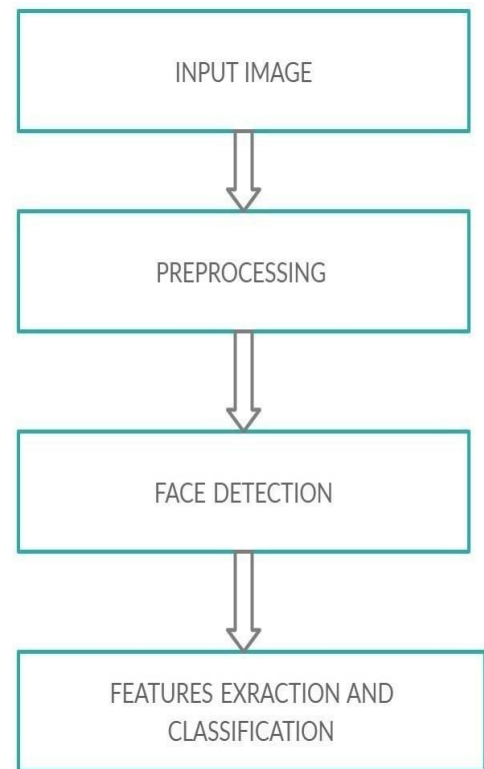 INPUT IMAGE
PREPROCESSING
FACE DETECTION
FEATURES EXRACTION AND
CLASSIFICATION